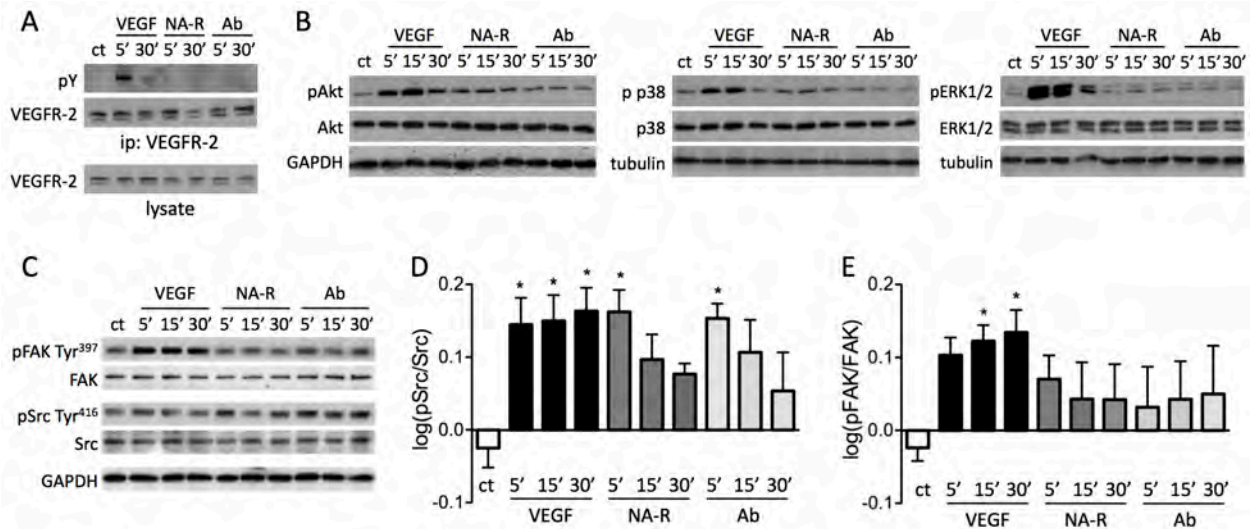 A
VEGF NA-R Ab
ct 5’ 30’ 5’ 30’ 5’ 30’
pY
VEGFR-2
ip: VEGFR-2
VEGFR-2
lysate
B
VEGF NA-R Ab
ct 5’ 15’ 30’ 5’ 15’ 30’ 5’ 15’ 30’
pAkt
Akt
GAPDH
VEGF NA-R Ab
ct 5’ 15’ 30’ 5’ 15’ 30’ 5’ 15’ 30’
p p38
p38
tubulin
VEGF NA-R Ab
ct 5’ 15’ 30’ 5’ 15’ 30’ 5’ 15’ 30’
pERK1/2
ERK1/2
tubulin
C
VEGF NA-R Ab
ct 5’ 15’ 30’ 5’ 15’ 30’ 5’ 15’ 30’
pFAK Tyr³⁹⁷
FAK
pSrc Tyr⁴¹⁶
Src
GAPDH
D
log(pSrc/Src)
0.2
0.1
0.0
-0.1
* * * * *
ct 5’ 15’ 30’ 5’ 15’ 30’ 5’ 15’ 30’
VEGF NA-R Ab
E
log(pFAK/FAK)
0.2
0.1
0.0
-0.1
* *
ct 5’ 15’ 30’ 5’ 15’ 30’ 5’ 15’ 30’
VEGF NA-R Ab